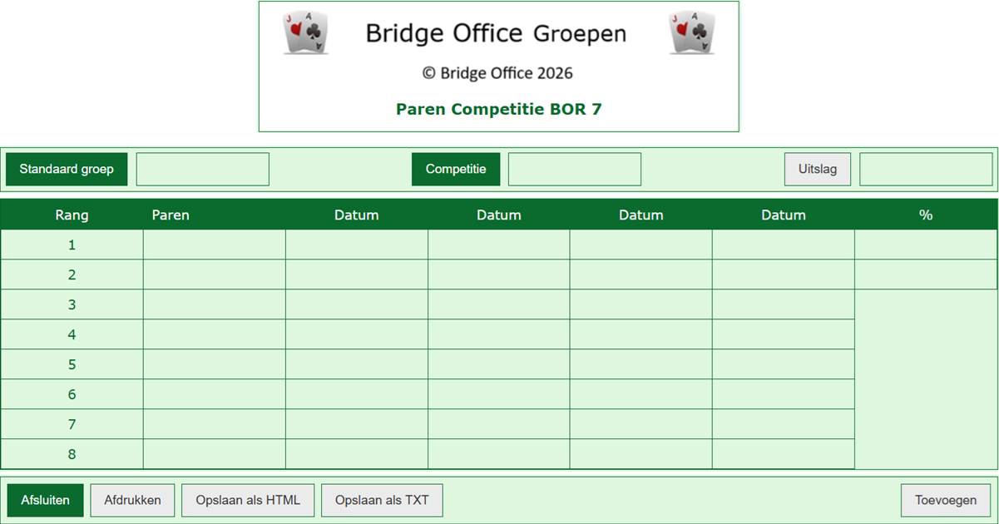 Bridge Office Groepen
© Bridge Office 2026
Paren Competitie BOR 7
Standaard groep Competitie Uitslag
Rang Paren Datum Datum Datum Datum %
1
2
3
4
5
6
7
8
Afsluiten Afdrukken Opslaan als HTML Opslaan als TXT Toevoegen